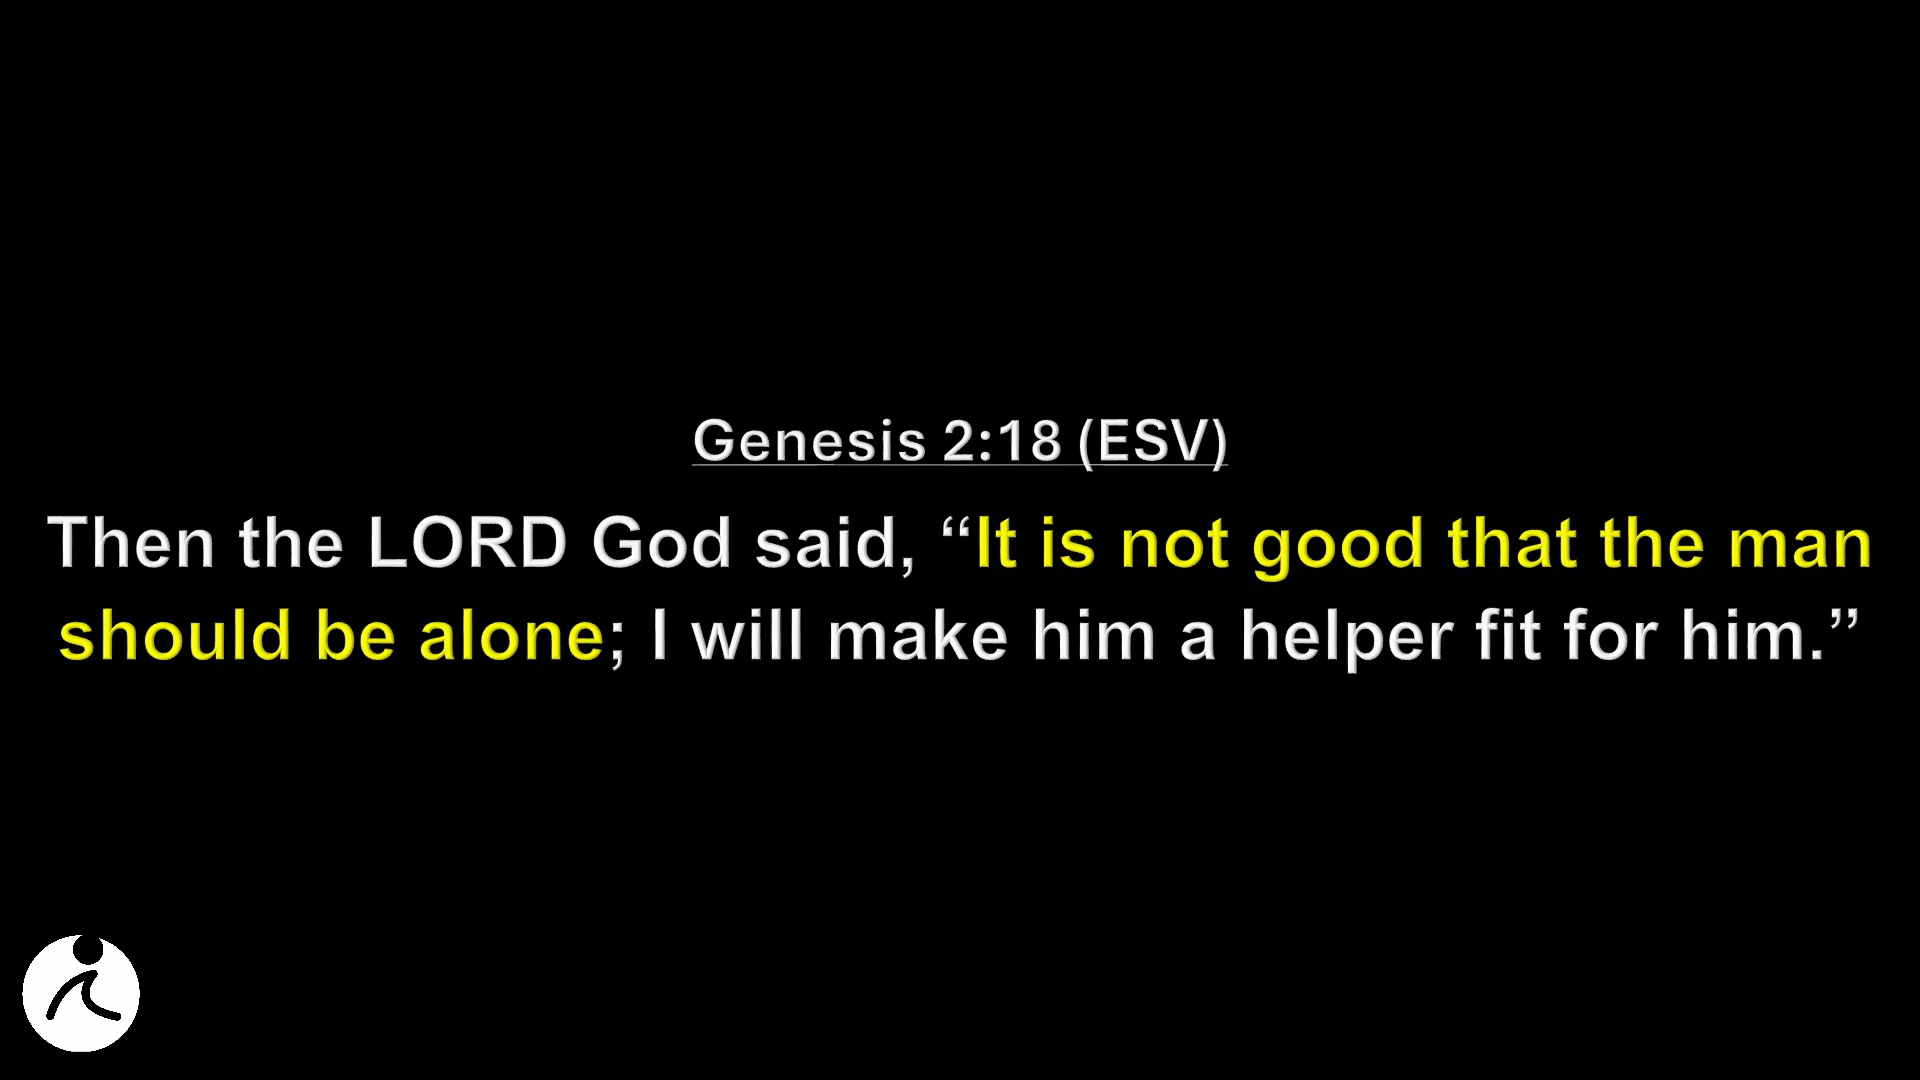 Genesis 2:18 (ESV)
Then the LORD God said, “It is not good that the man
should be alone; I will make him a helper fit for him.”